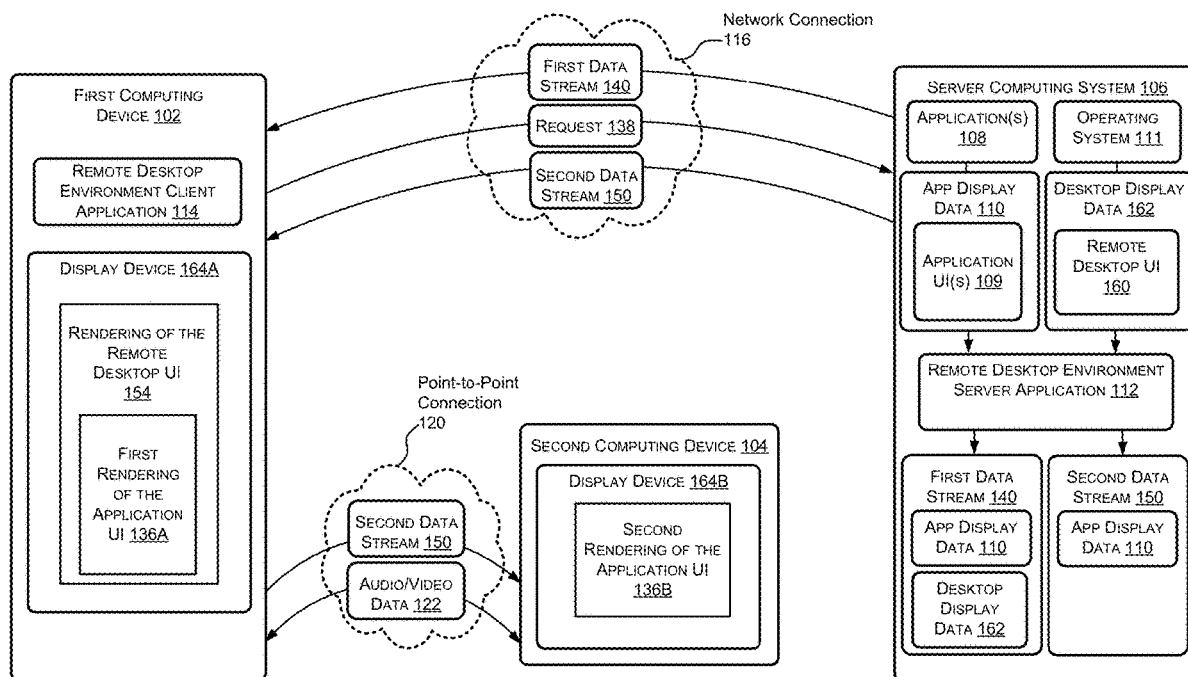 Network Connection
116
FIRST COMPUTING
DEVICE 102
REMOTE DESKTOP
ENVIRONMENT CLIENT
APPLICATION 114
DISPLAY DEVICE 164A
RENDERING OF THE
REMOTE
DESKTOP UI
154
FIRST
RENDERING
OF THE
APPLICATION
UI 136A
FIRST DATA
STREAM 140
REQUEST 138
SECOND DATA
STREAM 150
Point-to-Point
Connection
120
SECOND DATA
STREAM 150
AUDIO/VIDEO
DATA 122
SECOND COMPUTING DEVICE 104
DISPLAY DEVICE 164B
SECOND
RENDERING OF THE
APPLICATION UI
136B
SERVER COMPUTING SYSTEM 106
APPLICATION(S)
108
OPERATING
SYSTEM 111
APP DISPLAY
DATA 110
APPLICATION
UI(S) 109
DESKTOP DISPLAY
DATA 162
REMOTE
DESKTOP UI
160
REMOTE DESKTOP ENVIRONMENT
SERVER APPLICATION 112
FIRST DATA
STREAM 140
APP DISPLAY
DATA 110
DESKTOP
DISPLAY
DATA 162
SECOND DATA
STREAM 150
APP DISPLAY
DATA 110